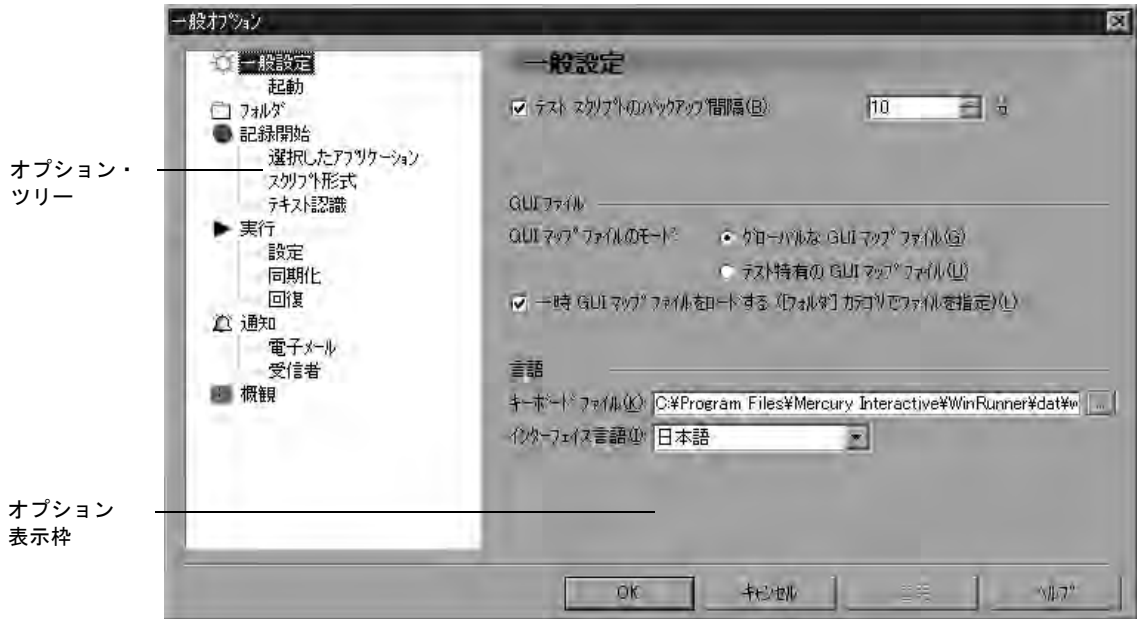 一般オプション
一般設定
起動
フォルダ
記録開始
選択したアプリケーション
スクリプト形式
テキスト認識
実行
設定
同期化
回復
通知
電子メール
受信者
概観
オプション・
ツリー
オプション
表示枠
一般設定
テスト スクリプトのバックアップ間隔(B): 10
GUI ファイル
GUI マップ ファイルのモード:
グローバルな GUI マップ ファイル(G)
テスト特有の GUI マップ ファイル(U)
一時 GUI マップ ファイルをロードする ([フォルダ] カテゴリでファイルを指定)(L)
言語
キーボード ファイル(K): C:¥Program Files¥Mercury Interactive¥WinRunner¥dat¥w ...
インターフェイス言語(I): 日本語
OK キャンセル ヘルプ